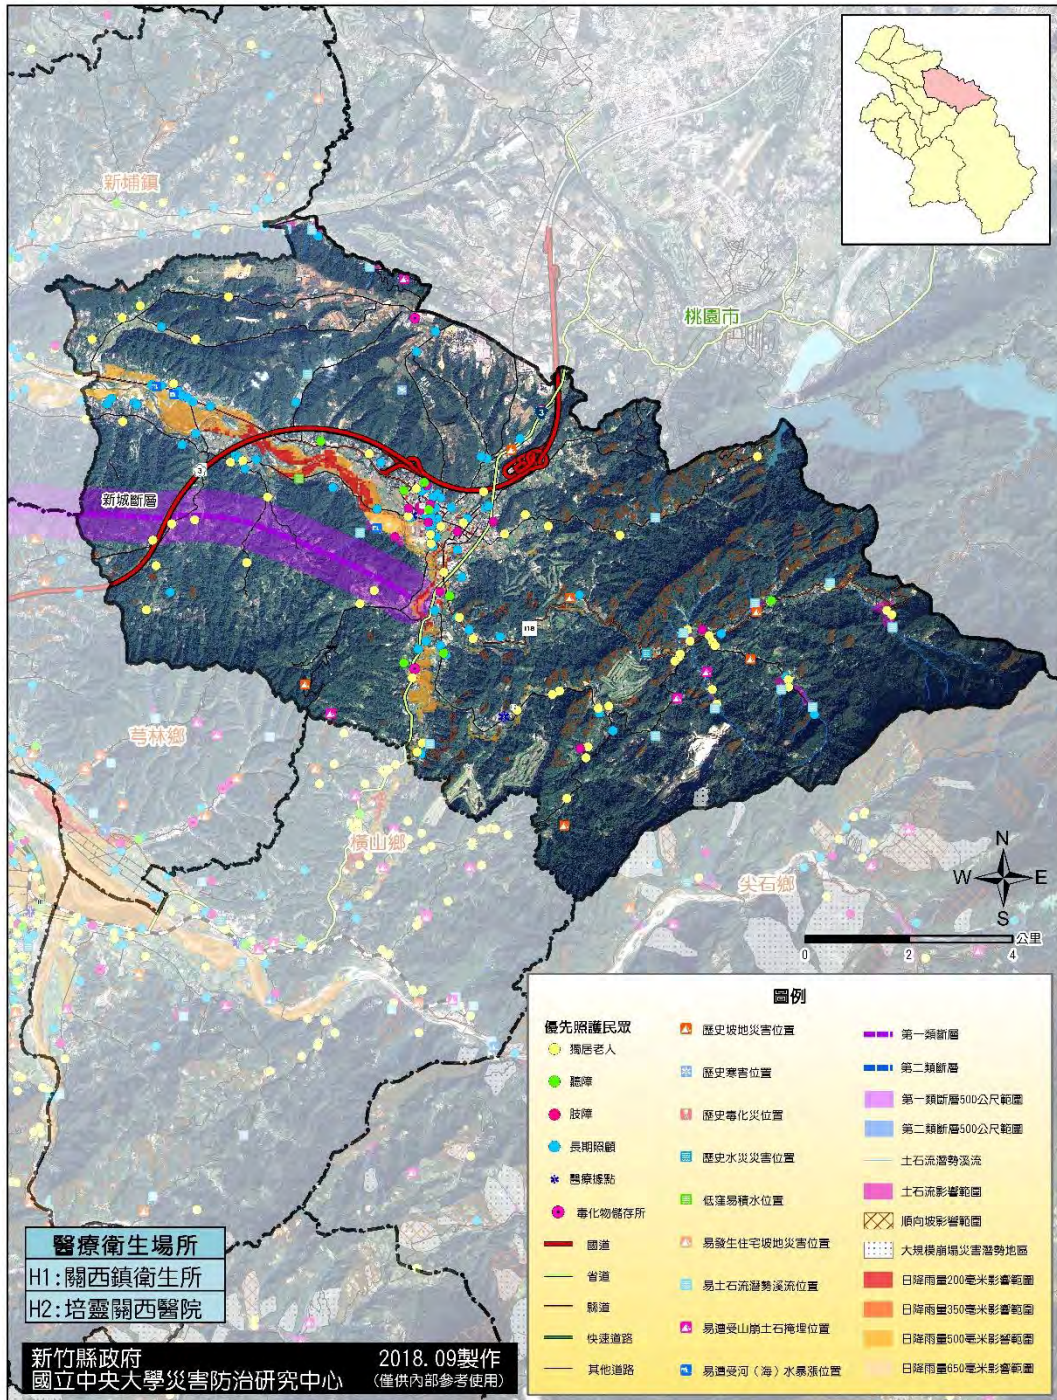 新埔鎮
桃園市
3
3
新城斷層
118
芎林鄉
橫山鄉
尖石鄉
N
W
E
S
公里
0 2 4
圖例
優先照護民眾
獨居老人
聽障
肢障
長期照顧
醫療據點
毒化物儲存所
國道
省道
縣道
快速道路
其他道路
歷史坡地災害位置
歷史寒害位置
歷史毒化災位置
歷史水災災害位置
低窪易積水位置
易發生住宅坡地災害位置
易土石流潛勢溪流位置
易遭受山崩土石掩埋位置
易遭受河（海）水暴漲位置
第一類斷層
第二類斷層
第一類斷層500公尺範圍
第二類斷層500公尺範圍
土石流潛勢溪流
土石流影響範圍
順向坡影響範圍
大規模崩塌災害潛勢地區
日降雨量200毫米影響範圍
日降雨量350毫米影響範圍
日降雨量500毫米影響範圍
日降雨量650毫米影響範圍
醫療衛生場所
H1:關西鎮衛生所
H2:培靈關西醫院
新竹縣政府 2018.09製作
國立中央大學災害防治研究中心 (僅供內部參考使用)